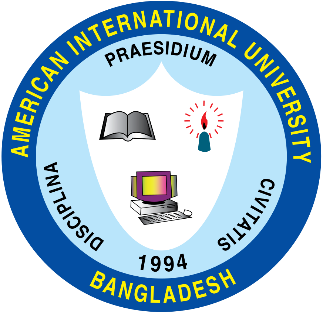 AMERICAN INTERNATIONAL UNIVERSITY
PRAESIDIUM
DISCIPLINA
CIVITATIS
1994
BANGLADESH